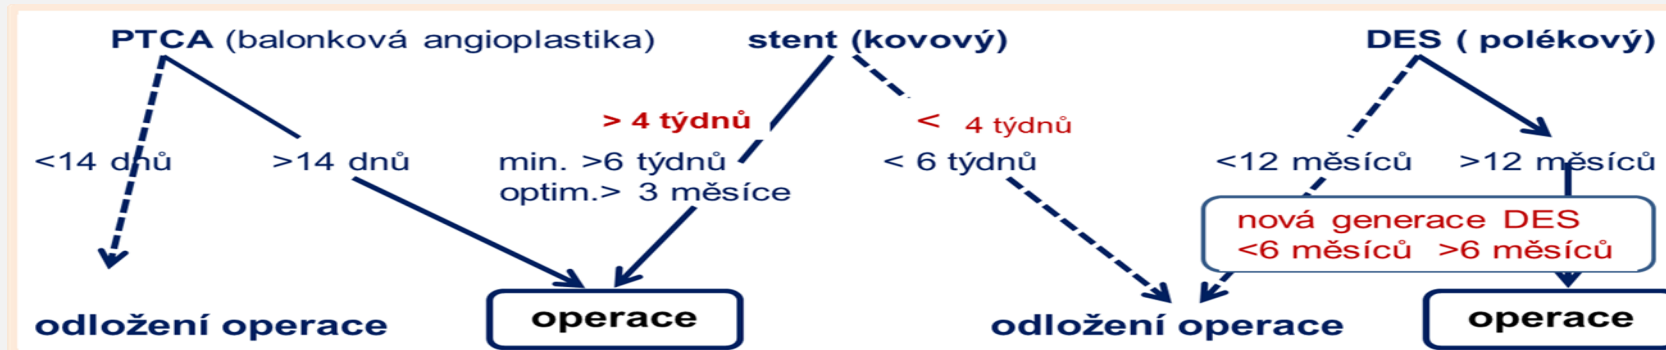 PTCA (balonková angioplastika)
stent (kovový)
DES ( polékový)
> 4 týdnů
< 4 týdnů
<14 dnů
>14 dnů
min. >6 týdnů
optim.> 3 měsíce
< 6 týdnů
<12 měsíců
>12 měsíců
nová generace DES
<6 měsíců >6 měsíců
odložení operace
operace
odložení operace
operace